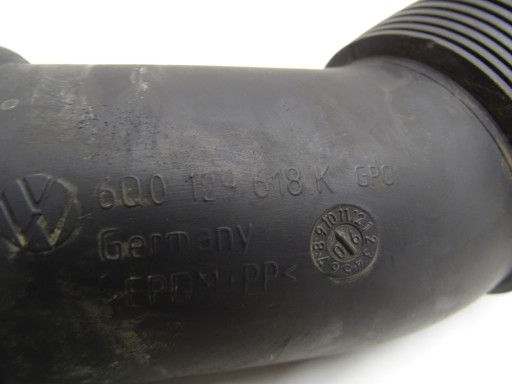 6Q0 129 618 K GPO
Germany
>EPDM+PP<